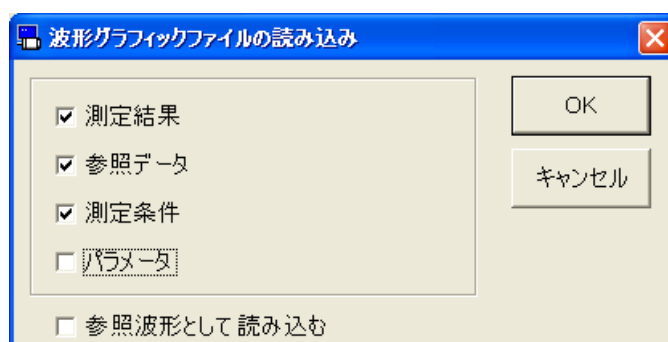 波形グラフィックファイルの読み込み
測定結果
参照データ
測定条件
パラメータ
参照波形として読み込む
OK
キャンセル